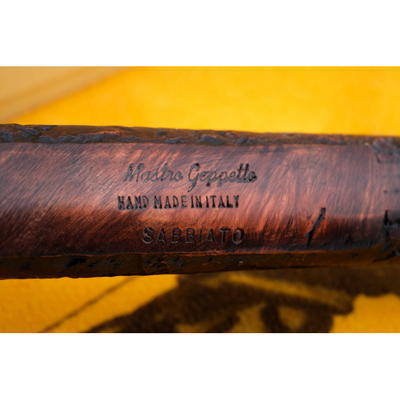 Mastro Geppetto
HAND MADE IN ITALY
SABBIATO